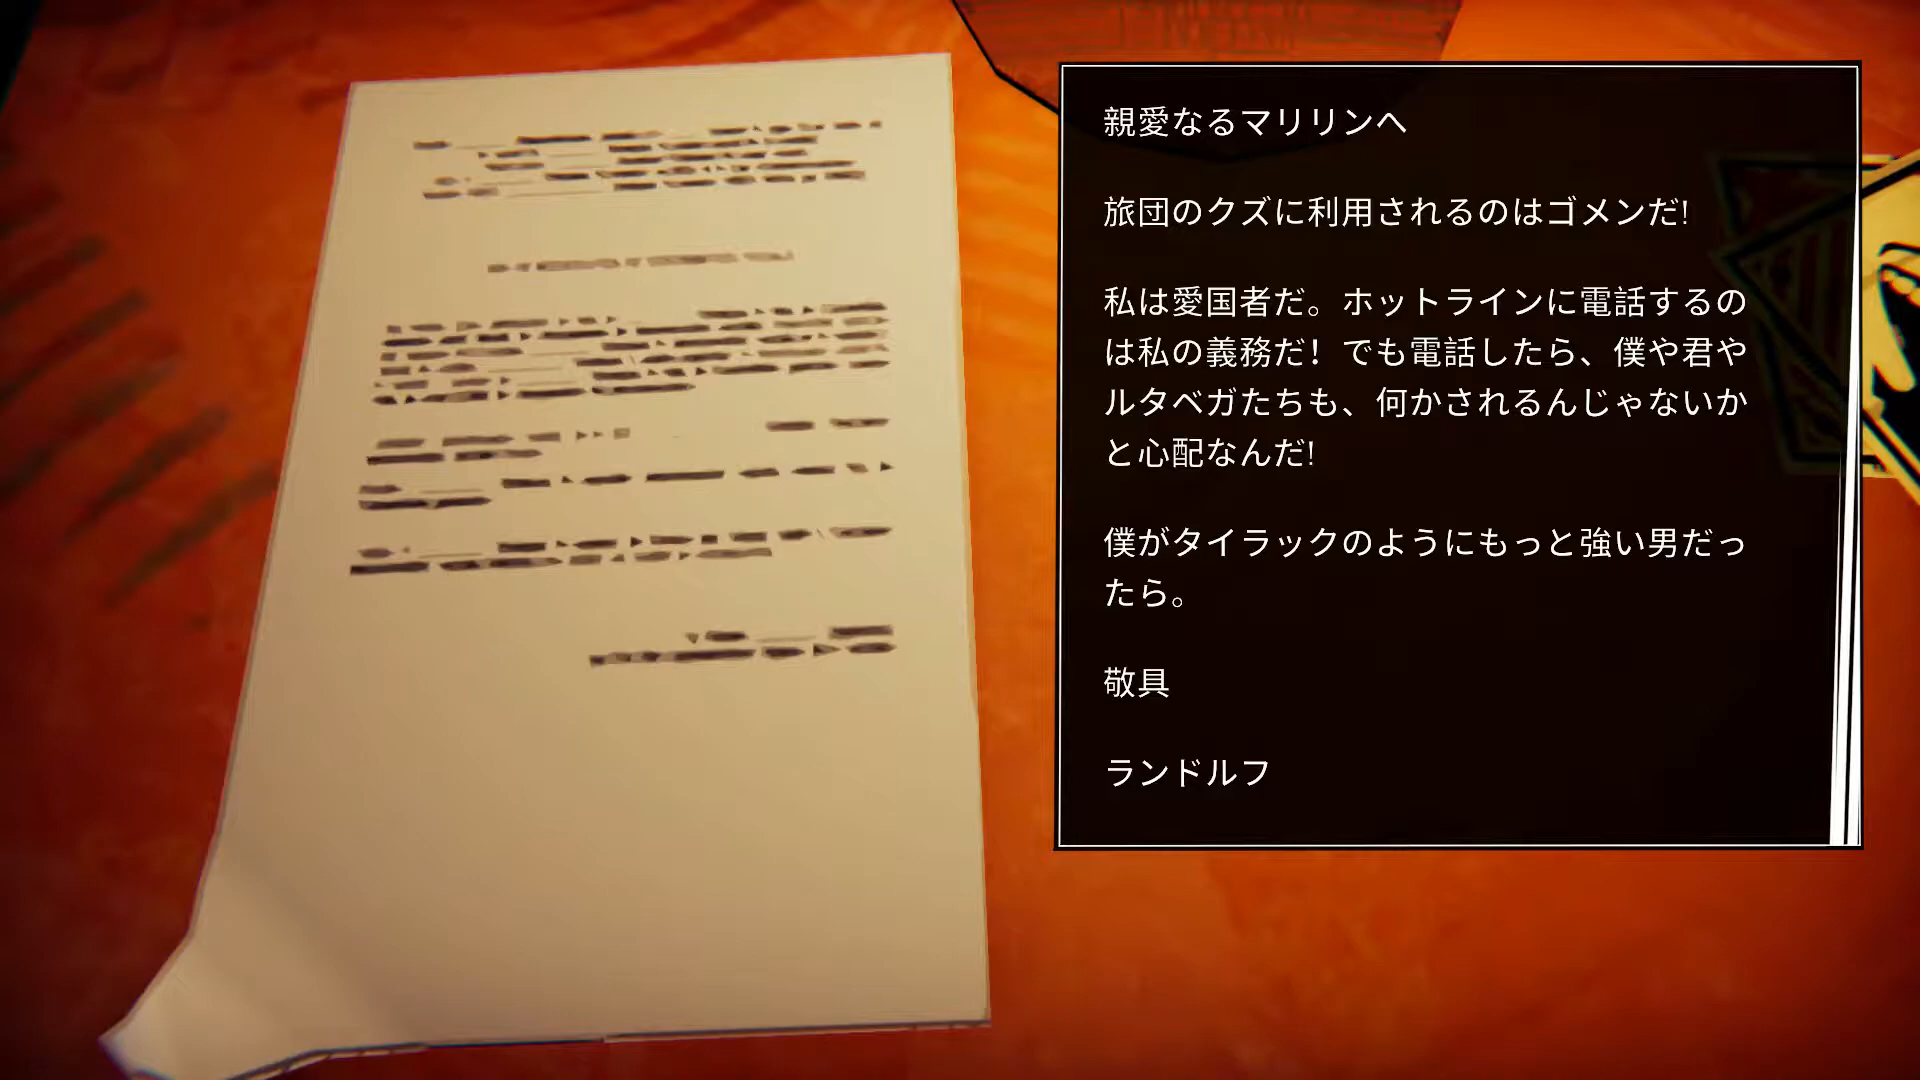 親愛なるマリリンへ
旅団のクズに利用されるのはゴメンだ!
私は愛国者だ。ホットラインに電話するの
は私の義務だ! でも電話したら、僕や君や
ルタベガたちも、何かされるんじゃないか
と心配なんだ!
僕がタイラックのようにもっと強い男だっ
たら。
敬具
ランドルフ